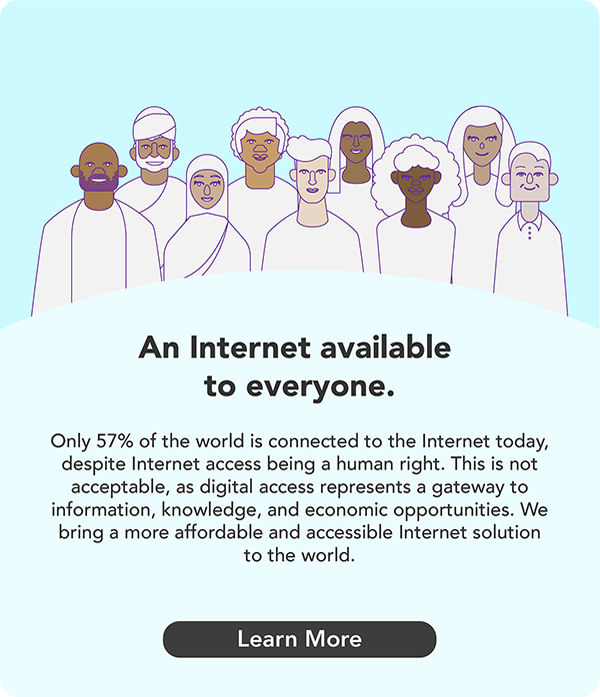 An Internet available
to everyone.
Only 57% of the world is connected to the Internet today,
despite Internet access being a human right. This is not
acceptable, as digital access represents a gateway to
information, knowledge, and economic opportunities. We
bring a more affordable and accessible Internet solution
to the world.
Learn More